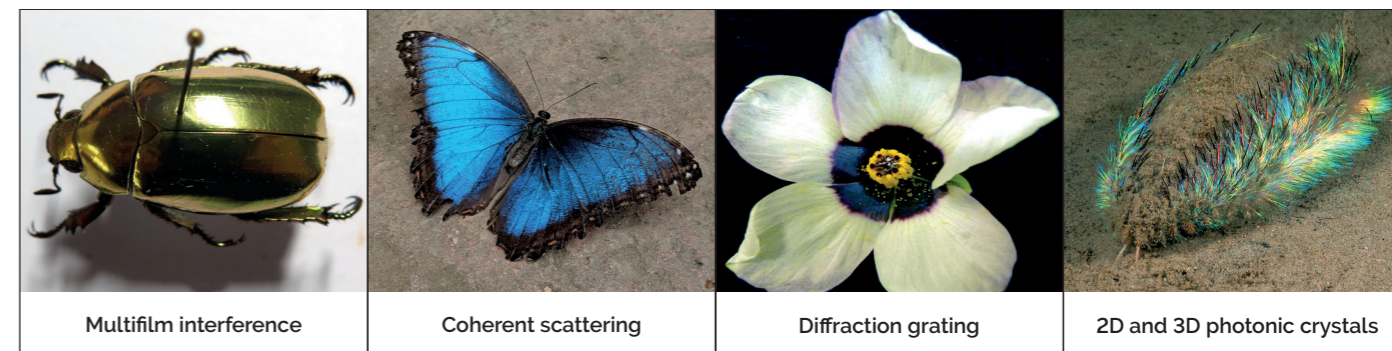 Multifilm interference
Coherent scattering
Diffraction grating
2D and 3D photonic crystals